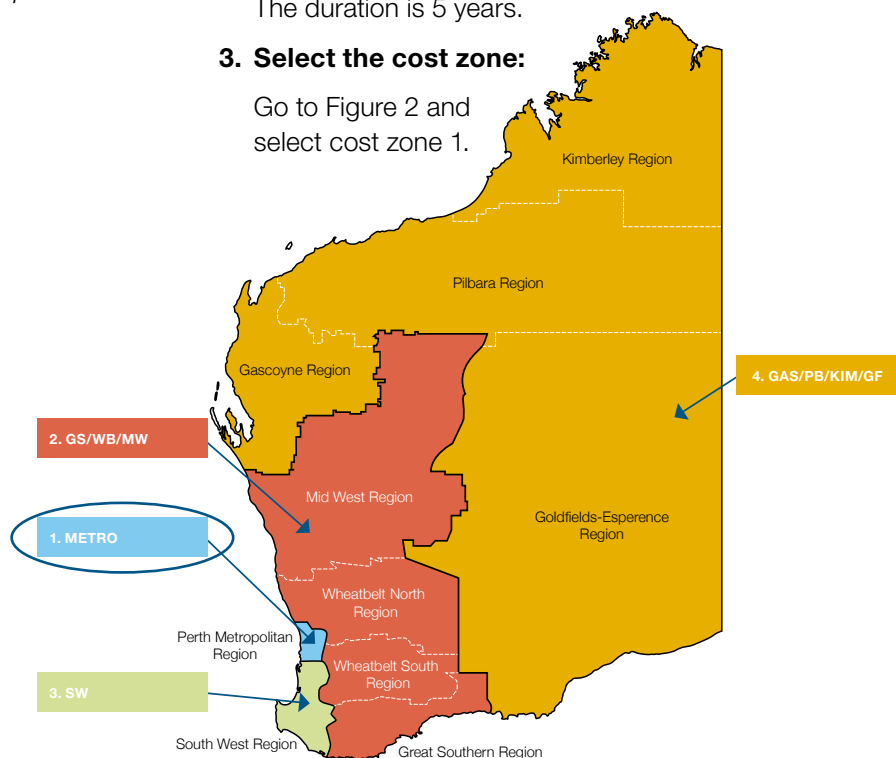 The duration is 5 years.
3. Select the cost zone:
Go to Figure 2 and
select cost zone 1.
Kimberley Region
Pilbara Region
Gascoyne Region
4. GAS/PB/KIM/GF
2. GS/WB/MW
Mid West Region
Goldfields-Esperence
Region
1. METRO
Wheatbelt North
Region
Perth Metropolitan
Region
Wheatbelt South
Region
3. SW
South West Region
Great Southern Region